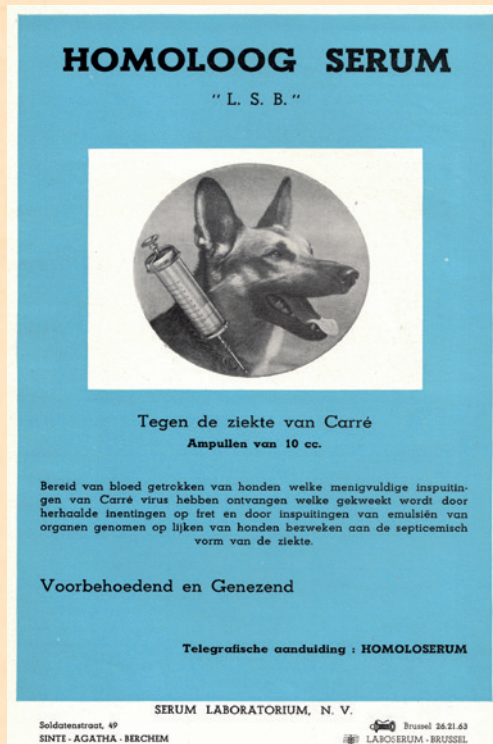 HOMOLOOG SERUM
" L. S. B. "
Tegen de ziekte van Carré
Ampullen van 10 cc.
Bereid van bloed getrokken van honden welke menigvuldige inspuitin-
gen van Carré virus hebben ontvangen welke gekweekt wordt door
herhaalde inentingen op fret en door inspuitingen van emulsiën van
organen genomen op lijken van honden bezweken aan de septicemisch
vorm van de ziekte.
Voorbehoedend en Genezend
Telegrafische aanduiding : HOMOLOSERUM
SERUM LABORATORIUM, N. V.
Soldatenstraat, 49
SINTE - AGATHA - BERCHEM
Brussel 26.21.63
LABOSERUM - BRUSSEL